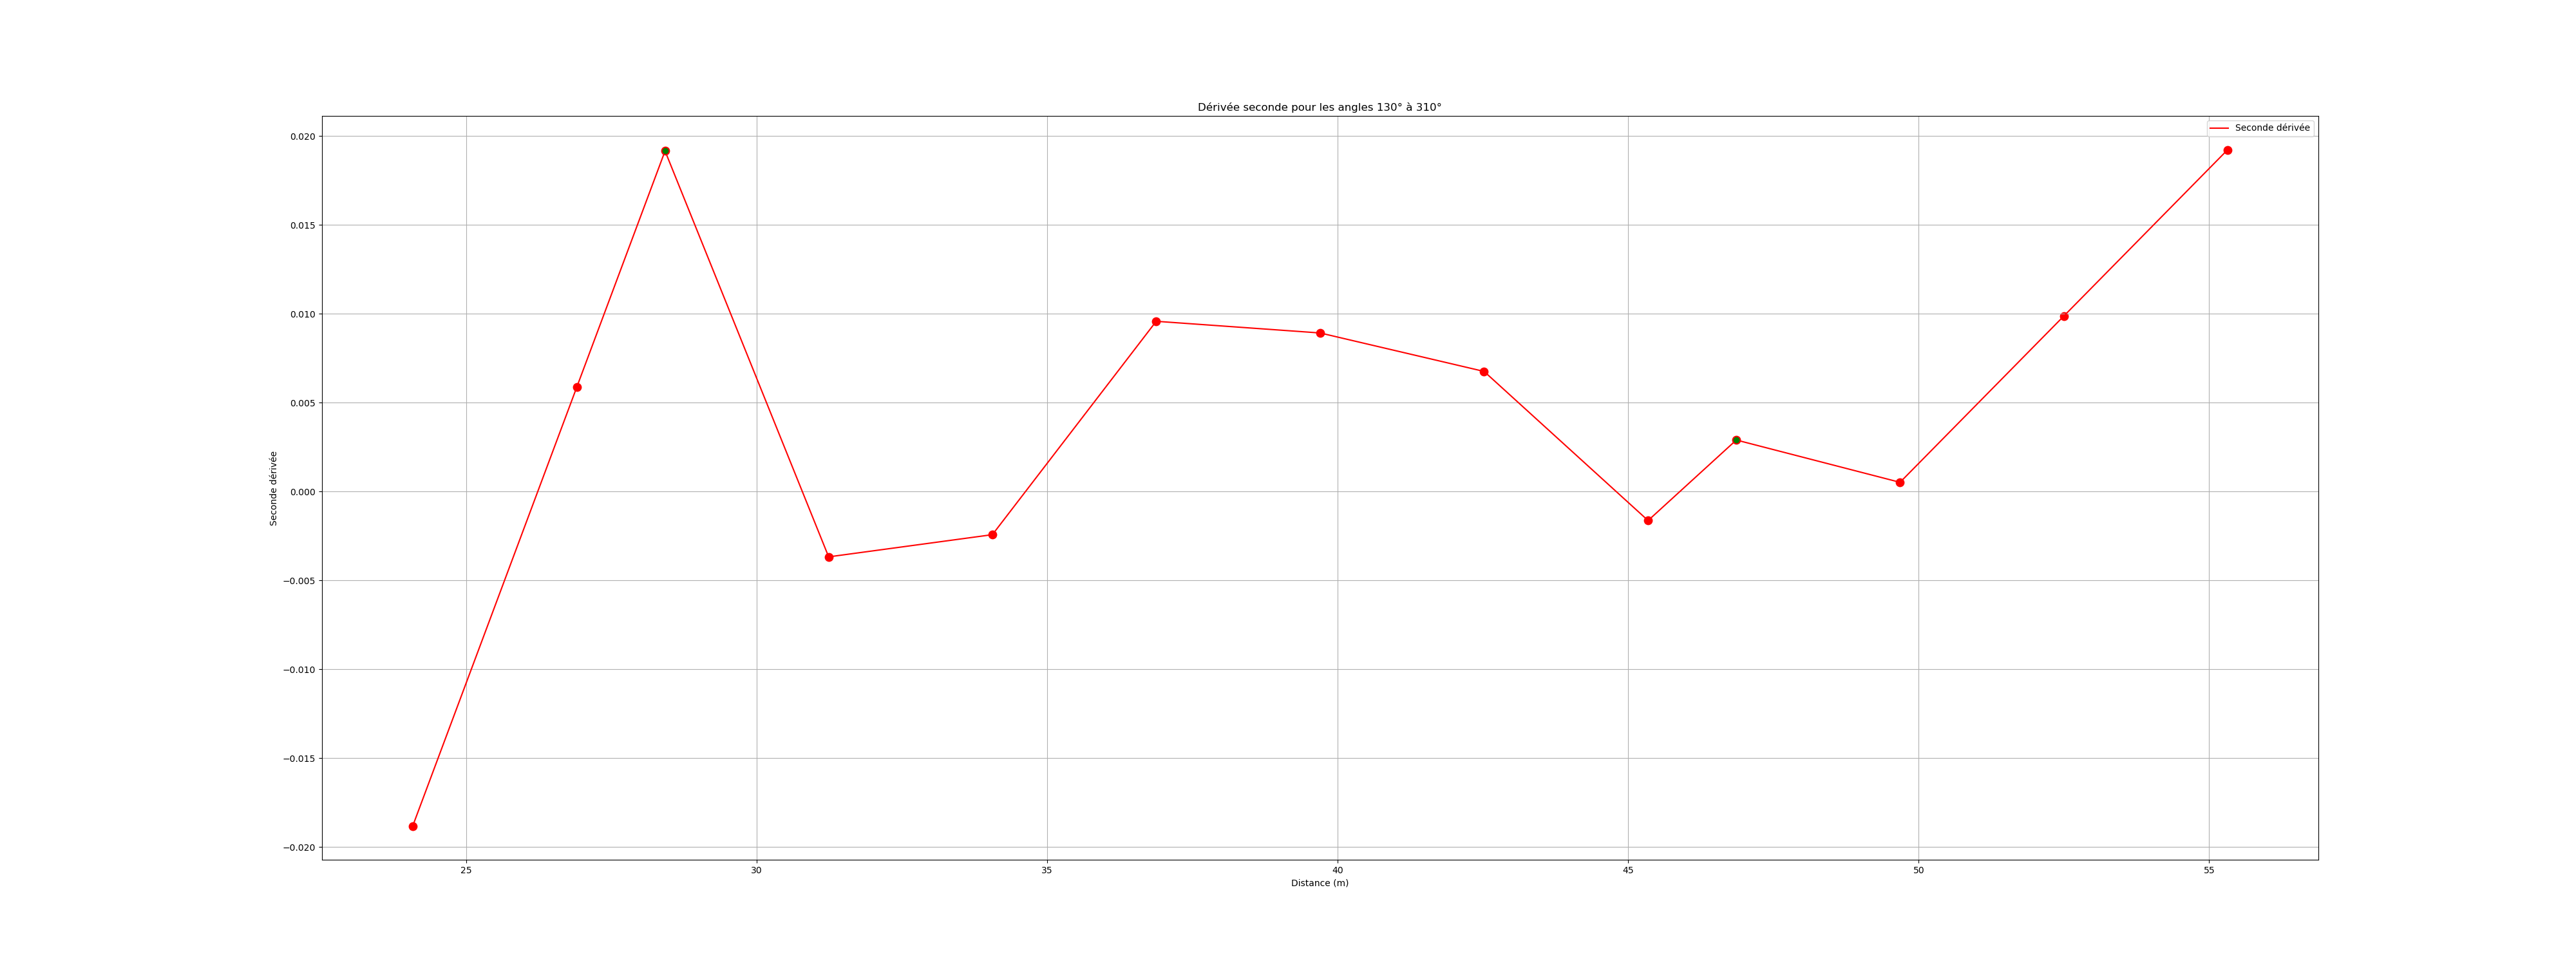 Dérivée seconde pour les angles 130° à 310°
Seconde dérivée
0.020
0.015
0.010
0.005
0.000
−0.005
−0.010
−0.015
−0.020
Seconde dérivée
25 30 35 40 45 50 55
Distance (m)